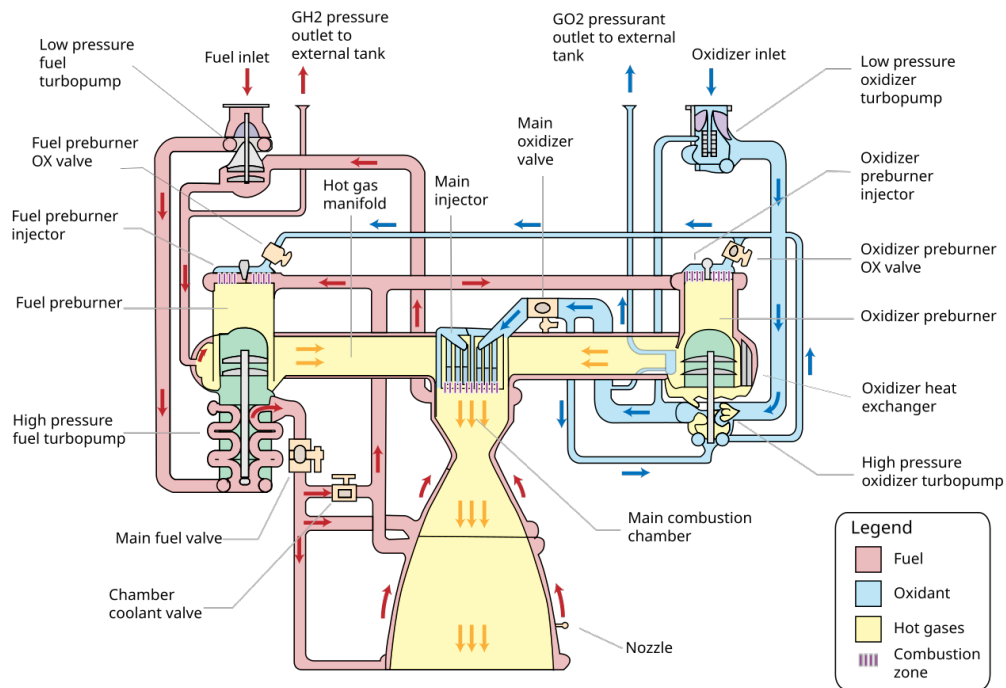 GH2 pressure
outlet to
external tank
GO2 pressurant
outlet to external
tank
Low pressure
fuel
turbopump
Fuel inlet
Oxidizer inlet
Low pressure
oxidizer
turbopump
Fuel preburner
OX valve
Main
oxidizer
valve
Hot gas
manifold
Main
injector
Oxidizer
preburner
injector
Fuel preburner
injector
Oxidizer preburner
OX valve
Fuel preburner
Oxidizer preburner
Oxidizer heat
exchanger
High pressure
fuel turbopump
High pressure
oxidizer turbopump
Main fuel valve
Main combustion
chamber
Chamber
coolant valve
Nozzle
Legend
Fuel
Oxidant
Hot gases
Combustion
zone